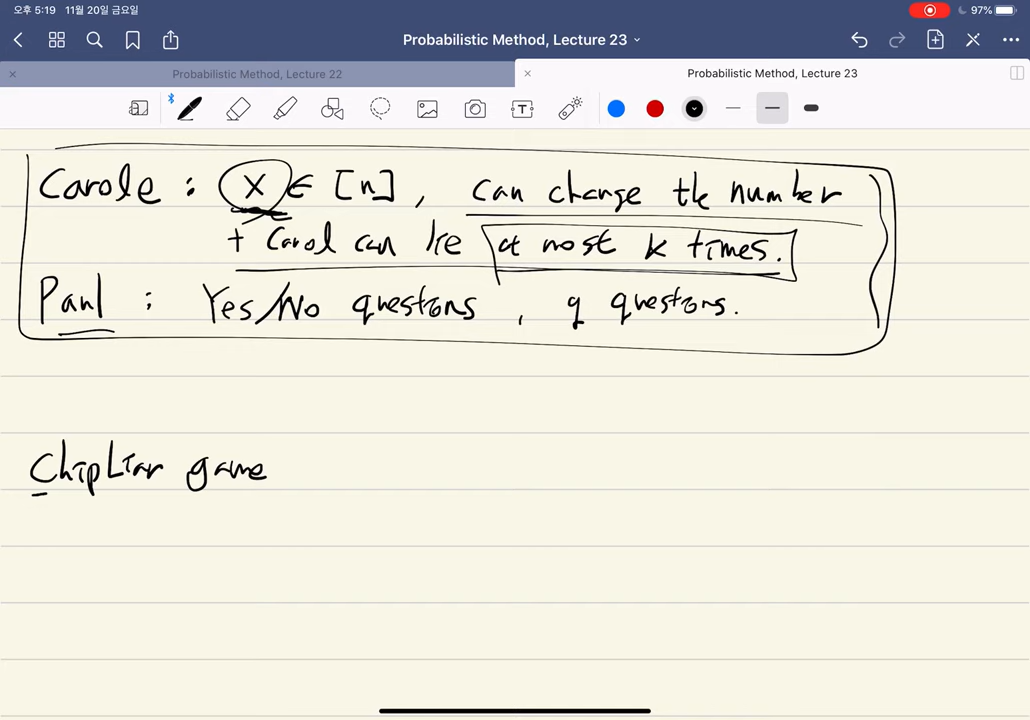 오후 5:19 11월 20일 금요일
97%
Probabilistic Method, Lecture 23
Probabilistic Method, Lecture 22
Probabilistic Method, Lecture 23
Carole : x ∈ [n] , can change the number
+ Carol can lie at most k times.
Paul : Yes/No questions , q questions.
ChipLiar game